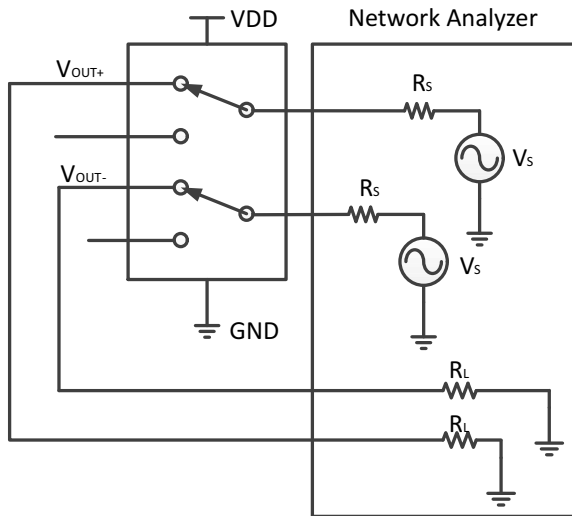 Network Analyzer
VDD
VOUT+
RS
VS
VOUT-
RS
VS
GND
RL
RL